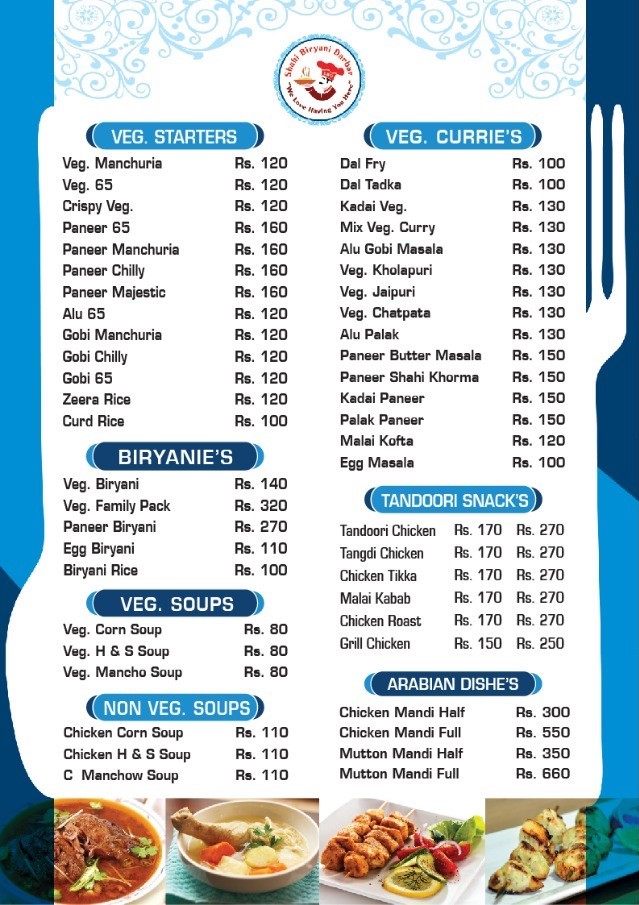 Shahi Biryani Darbar
"We Love Having You Here"
VEG. STARTERS
Veg. Manchuria Rs. 120
Veg. 65 Rs. 120
Crispy Veg. Rs. 120
Paneer 65 Rs. 160
Paneer Manchuria Rs. 160
Paneer Chilly Rs. 160
Paneer Majestic Rs. 160
Alu 65 Rs. 120
Gobi Manchuria Rs. 120
Gobi Chilly Rs. 120
Gobi 65 Rs. 120
Zeera Rice Rs. 120
Curd Rice Rs. 100
BIRYANIE'S
Veg. Biryani Rs. 140
Veg. Family Pack Rs. 320
Paneer Biryani Rs. 270
Egg Biryani Rs. 110
Biryani Rice Rs. 100
VEG. SOUPS
Veg. Corn Soup Rs. 80
Veg. H & S Soup Rs. 80
Veg. Mancho Soup Rs. 80
NON VEG. SOUPS
Chicken Corn Soup Rs. 110
Chicken H & S Soup Rs. 110
C Manchow Soup Rs. 110
VEG. CURRIE'S
Dal Fry Rs. 100
Dal Tadka Rs. 100
Kadai Veg. Rs. 130
Mix Veg. Curry Rs. 130
Alu Gobi Masala Rs. 130
Veg. Kholapuri Rs. 130
Veg. Jaipuri Rs. 130
Veg. Chatpata Rs. 130
Alu Palak Rs. 130
Paneer Butter Masala Rs. 150
Paneer Shahi Khorma Rs. 150
Kadai Paneer Rs. 150
Palak Paneer Rs. 150
Malai Kofta Rs. 120
Egg Masala Rs. 100
TANDOORI SNACK'S
Tandoori Chicken Rs. 170 Rs. 270
Tangdi Chicken Rs. 170 Rs. 270
Chicken Tikka Rs. 170 Rs. 270
Malai Kabab Rs. 170 Rs. 270
Chicken Roast Rs. 170 Rs. 270
Grill Chicken Rs. 150 Rs. 250
ARABIAN DISHE'S
Chicken Mandi Half Rs. 300
Chicken Mandi Full Rs. 550
Mutton Mandi Half Rs. 350
Mutton Mandi Full Rs. 660